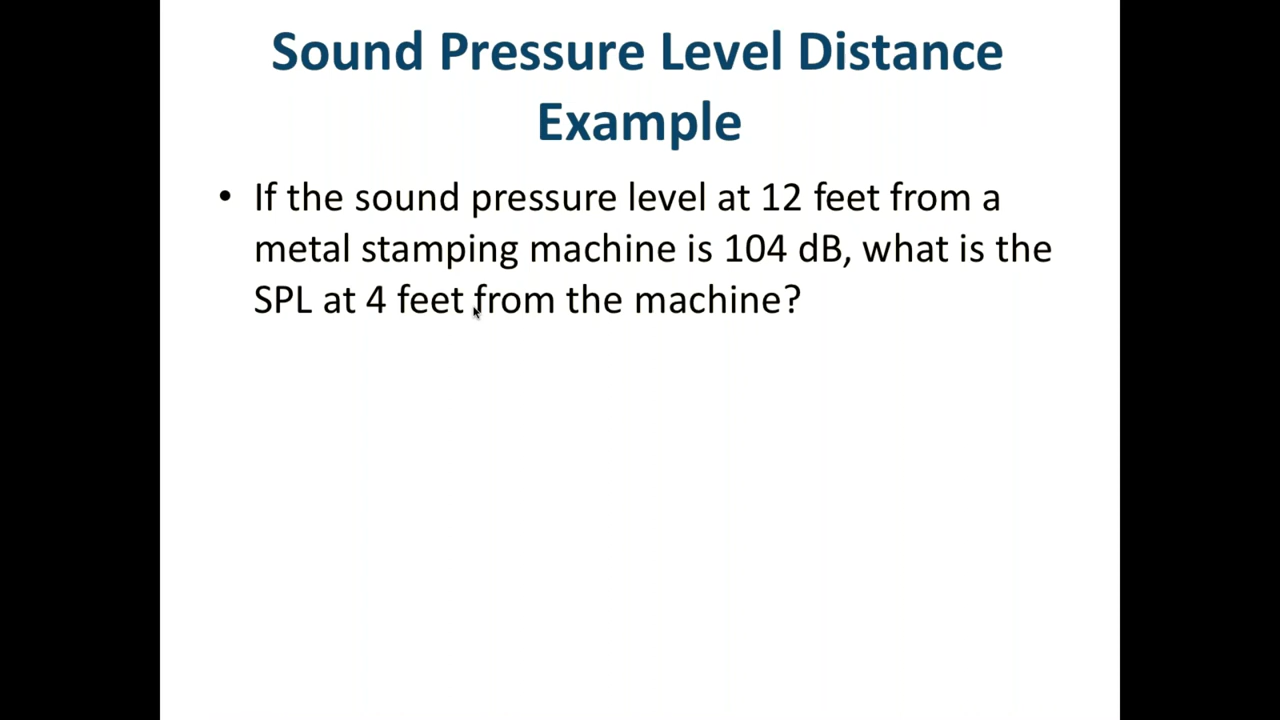 Sound Pressure Level Distance
Example
• If the sound pressure level at 12 feet from a
metal stamping machine is 104 dB, what is the
SPL at 4 feet from the machine?